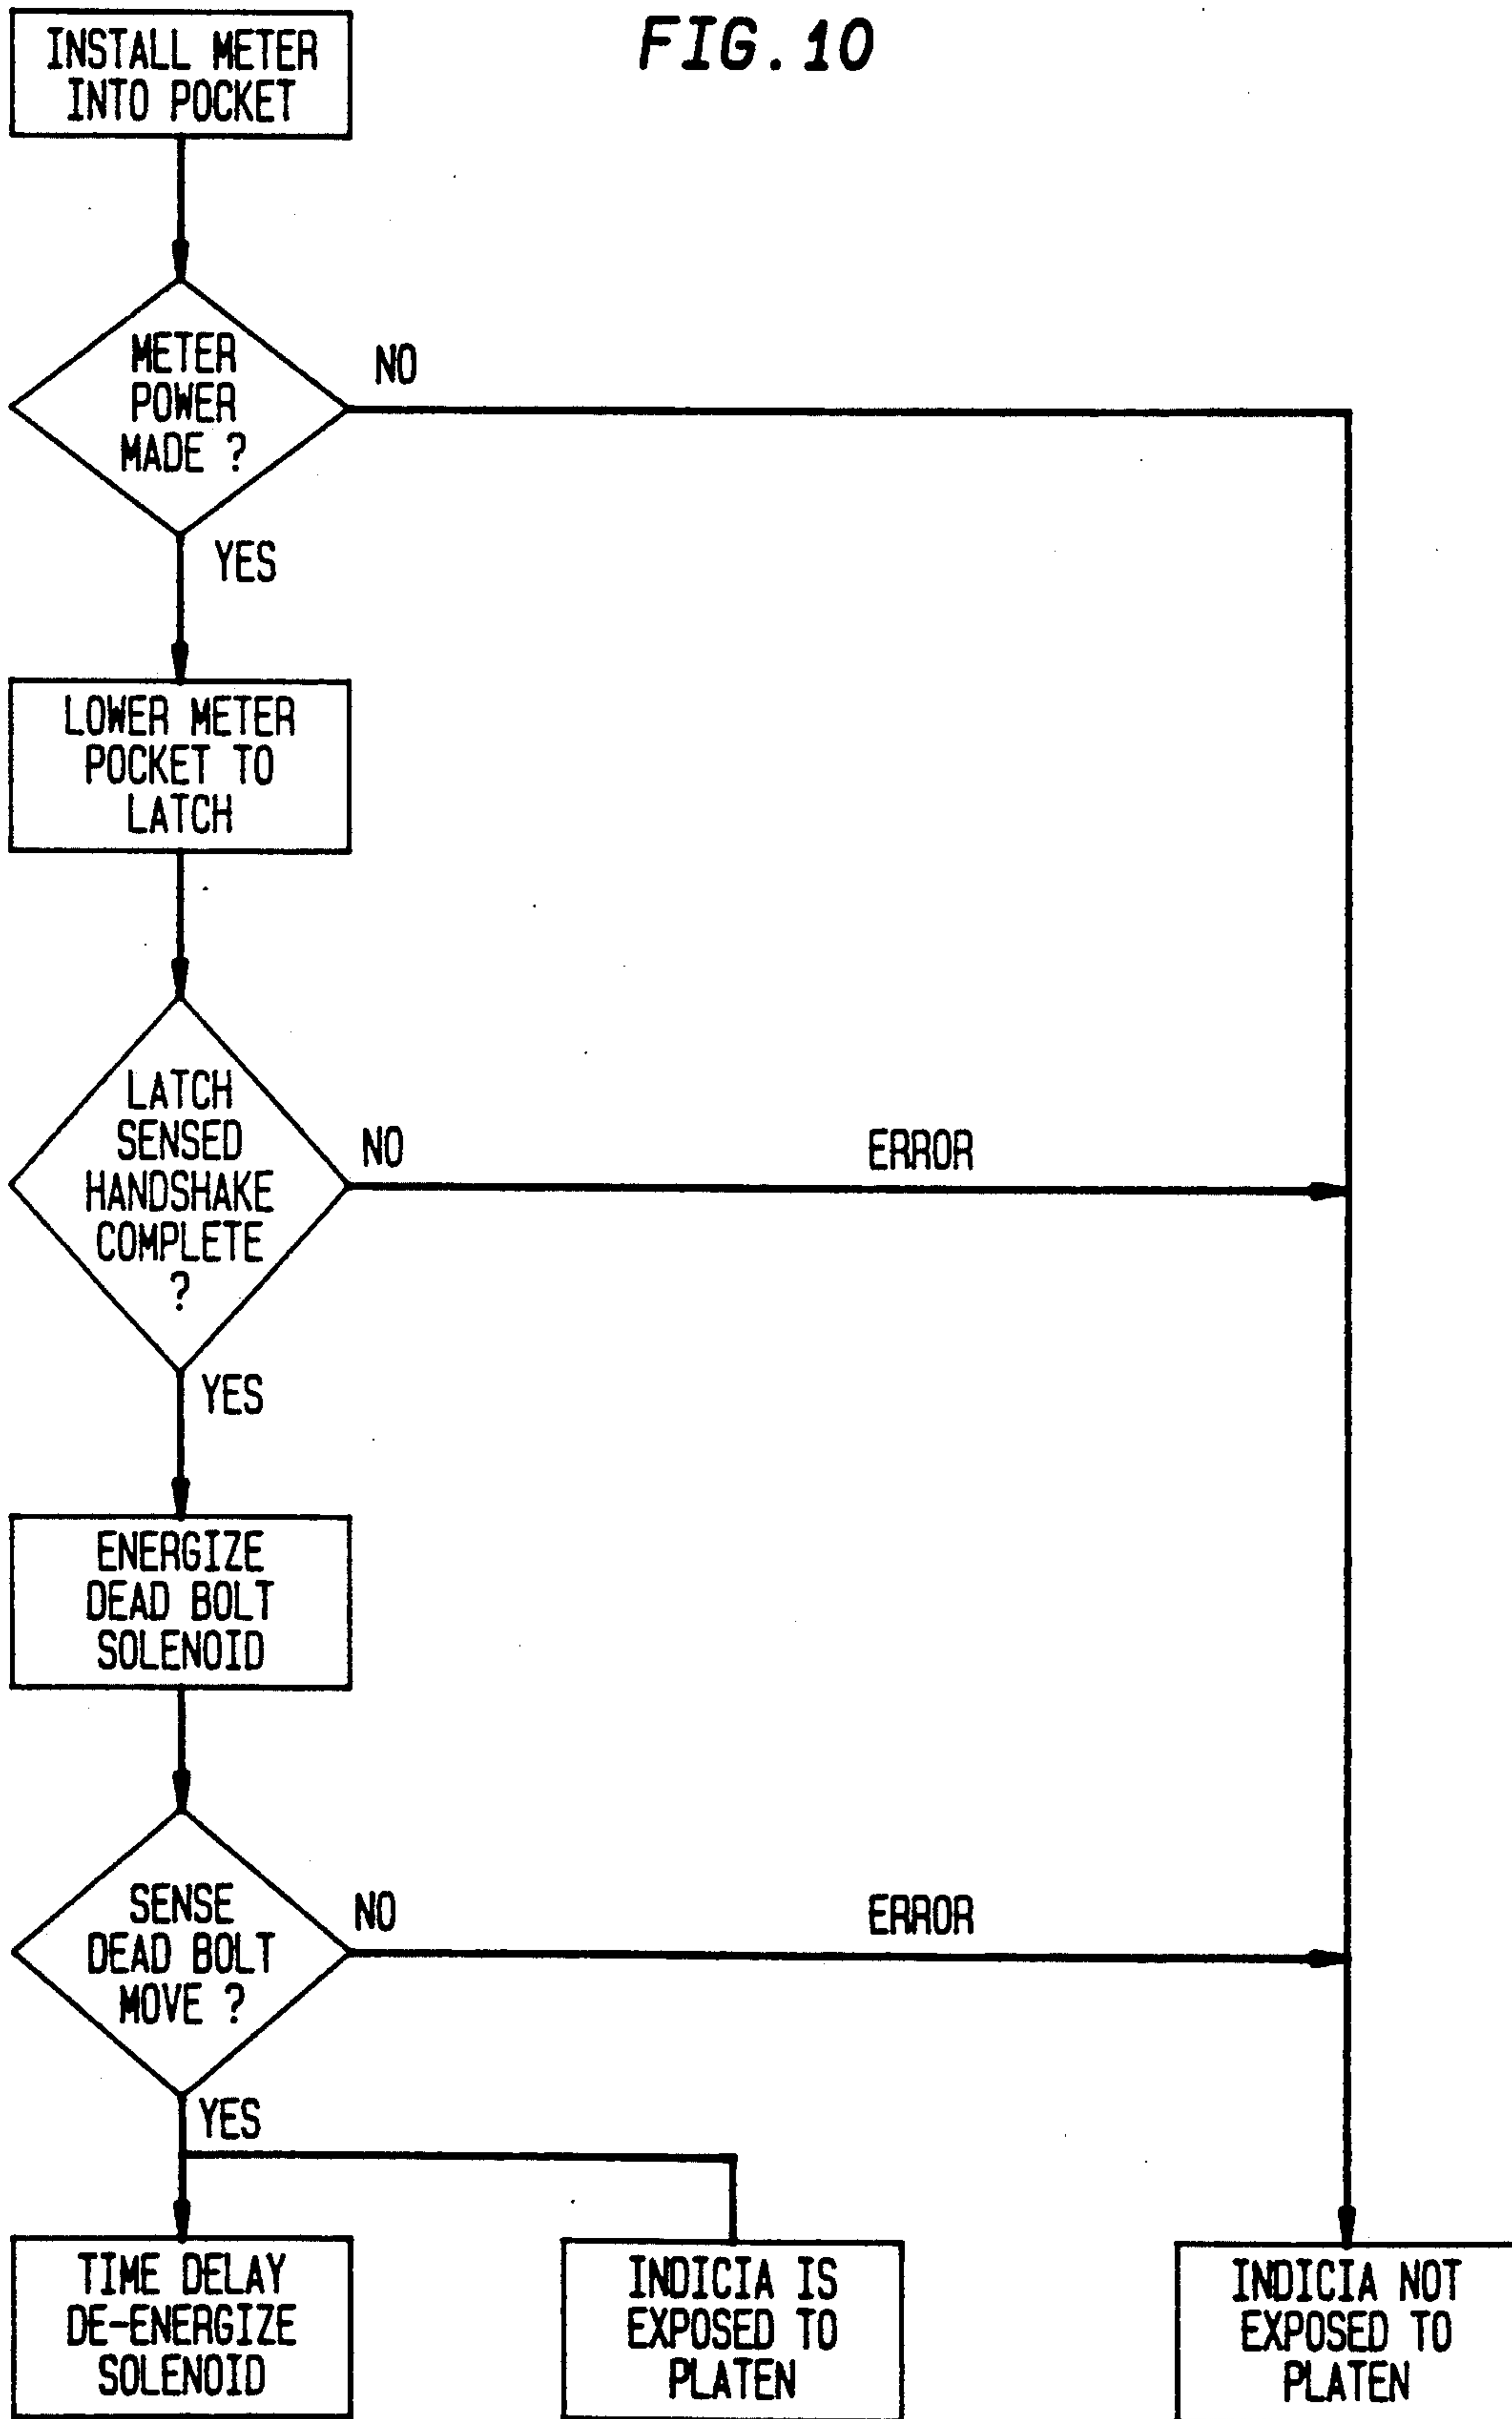 FIG. 10
INSTALL METER
INTO POCKET
METER
POWER
MADE ?
NO
YES
LOWER METER
POCKET TO
LATCH
LATCH
SENSED
HANDSHAKE
COMPLETE
?
NO
ERROR
YES
ENERGIZE
DEAD BOLT
SOLENOID
SENSE
DEAD BOLT
MOVE ?
NO
ERROR
YES
TIME DELAY
DE-ENERGIZE
SOLENOID
INDICIA IS
EXPOSED TO
PLATEN
INDICIA NOT
EXPOSED TO
PLATEN